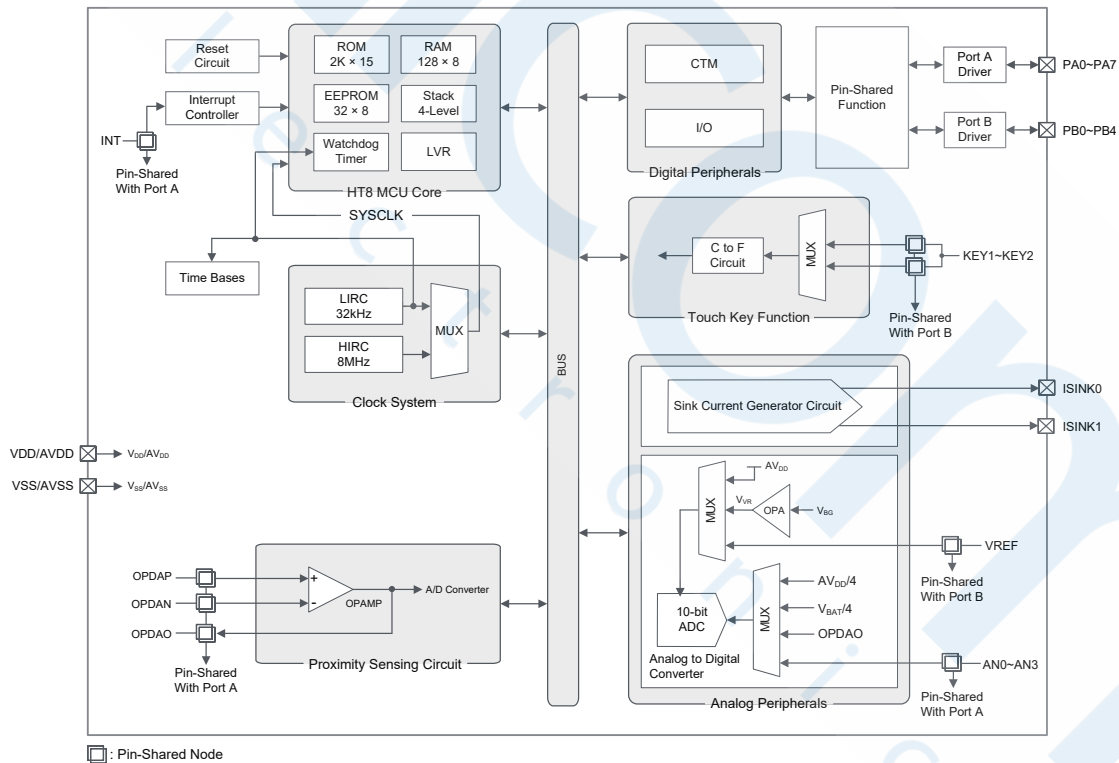 Reset
Circuit
Interrupt
Controller
INT
Pin-Shared
With Port A
ROM
2K × 15
RAM
128 × 8
EEPROM
32 × 8
Stack
4-Level
Watchdog
Timer
LVR
HT8 MCU Core
SYSCLK
Time Bases
LIRC
32kHz
HIRC
8MHz
MUX
Clock System
VDD/AVDD
VDD/AVDD
VSS/AVSS
VSS/AVSS
OPDAP
OPDAN
OPDAO
+
-
OPAMP
A/D Converter
Pin-Shared
With Port A
Proximity Sensing Circuit
BUS
CTM
I/O
Digital Peripherals
Pin-Shared
Function
Port A
Driver
Port B
Driver
PA0~PA7
PB0~PB4
C to F
Circuit
MUX
KEY1~KEY2
Touch Key Function
Pin-Shared
With Port B
Sink Current Generator Circuit
ISINK0
ISINK1
MUX
AVDD
VVR
OPA
VBG
VREF
Pin-Shared
With Port B
10-bit
ADC
Analog to Digital
Converter
MUX
AVDD/4
VBAT/4
OPDAO
AN0~AN3
Pin-Shared
With Port A
Analog Peripherals
: Pin-Shared Node